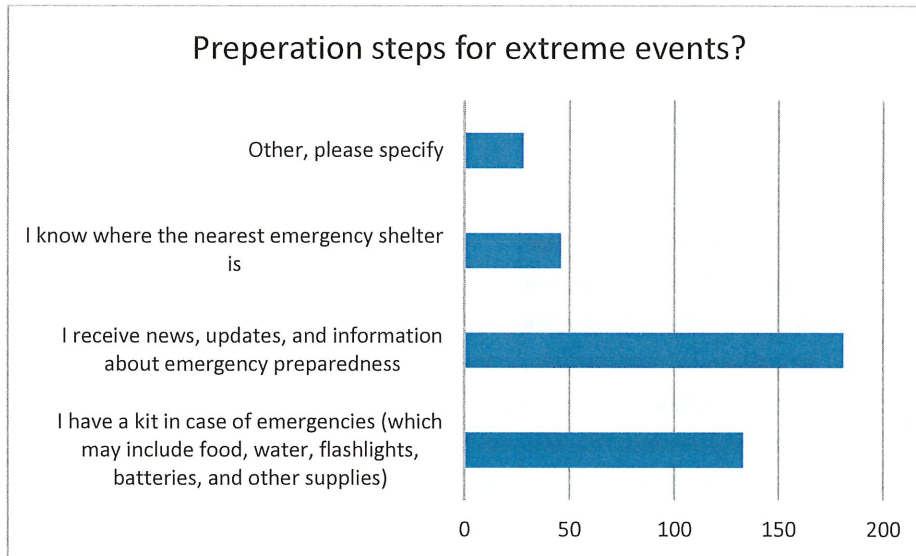 Preperation steps for extreme events?
Other, please specify
I know where the nearest emergency shelter
is
I receive news, updates, and information
about emergency preparedness
I have a kit in case of emergencies (which
may include food, water, flashlights,
batteries, and other supplies)
0 50 100 150 200